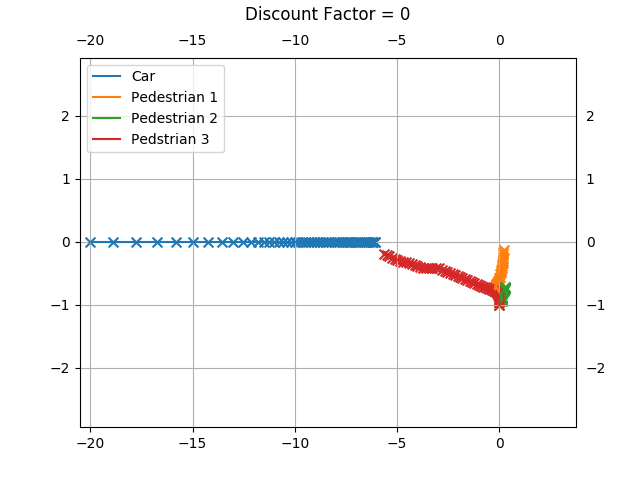 Discount Factor = 0
−20 −15 −10 −5 0
Car
Pedestrian 1
Pedestrian 2
Pedstrian 3
2 2
1 1
0 0
−1 −1
−2 −2
−20 −15 −10 −5 0